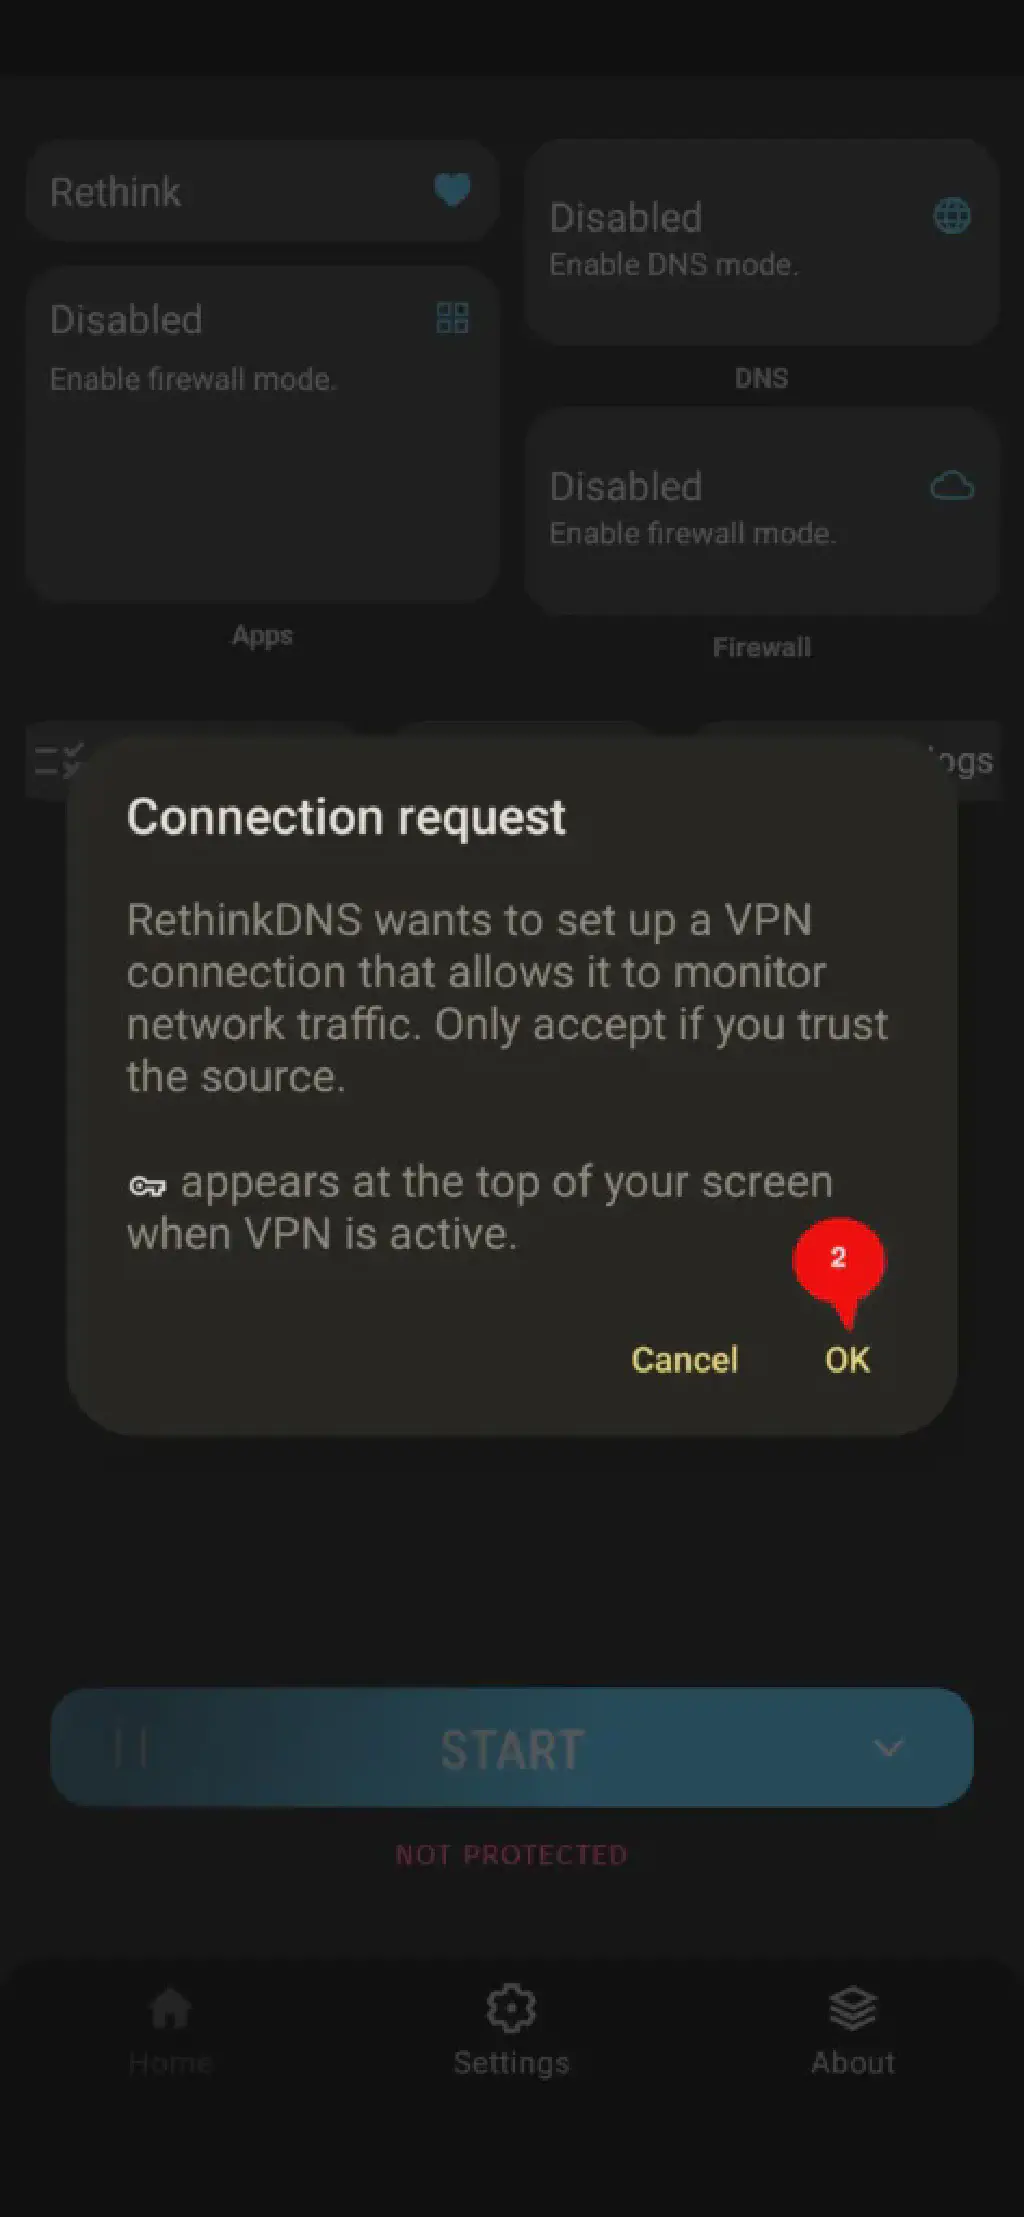 Rethink
Disabled
Enable DNS mode.
Disabled
Enable firewall mode.
DNS
Disabled
Enable firewall mode.
Apps
Firewall
logs
Connection request
RethinkDNS wants to set up a VPN
connection that allows it to monitor
network traffic. Only accept if you trust
the source.
appears at the top of your screen
when VPN is active.
2
Cancel
OK
START
NOT PROTECTED
Home
Settings
About